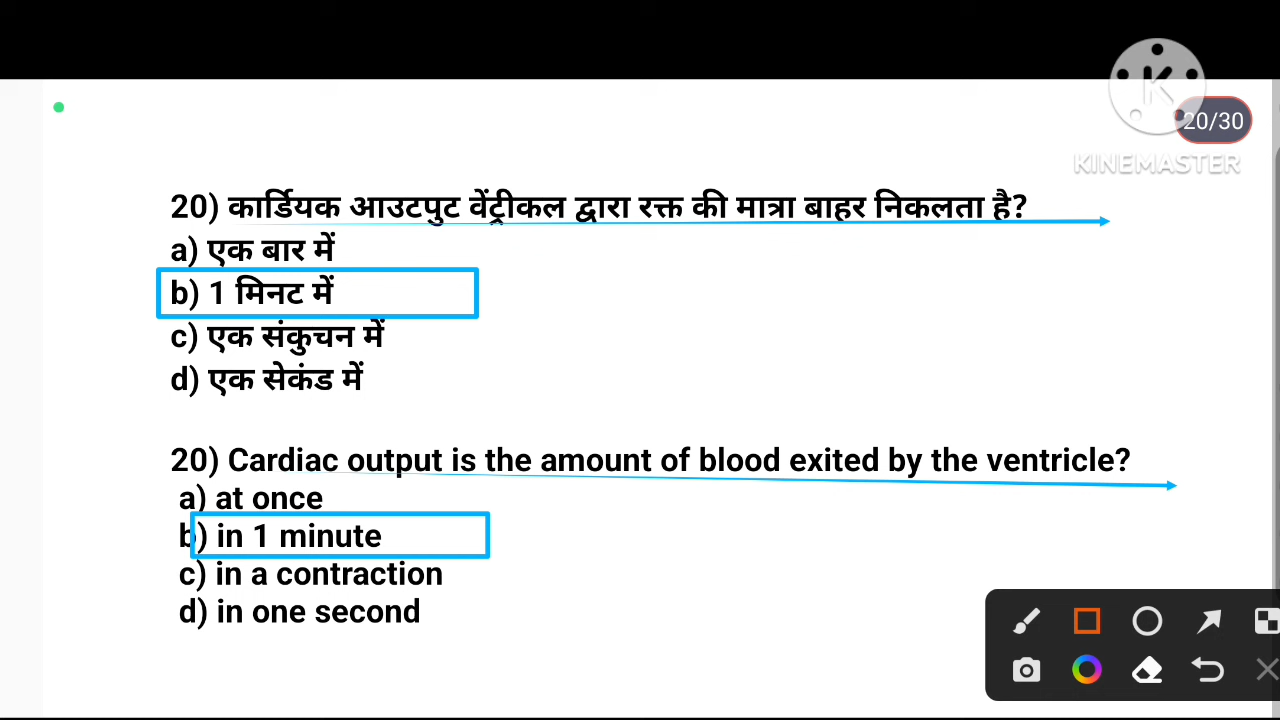 KINEMASTER
20/30
20) कार्डियक आउटपुट वेंट्रीकल द्वारा रक्त की मात्रा बाहर निकलता है?
a) एक बार में
b) 1 मिनट में
c) एक संकुचन में
d) एक सेकंड में
20) Cardiac output is the amount of blood exited by the ventricle?
a) at once
b) in 1 minute
c) in a contraction
d) in one second